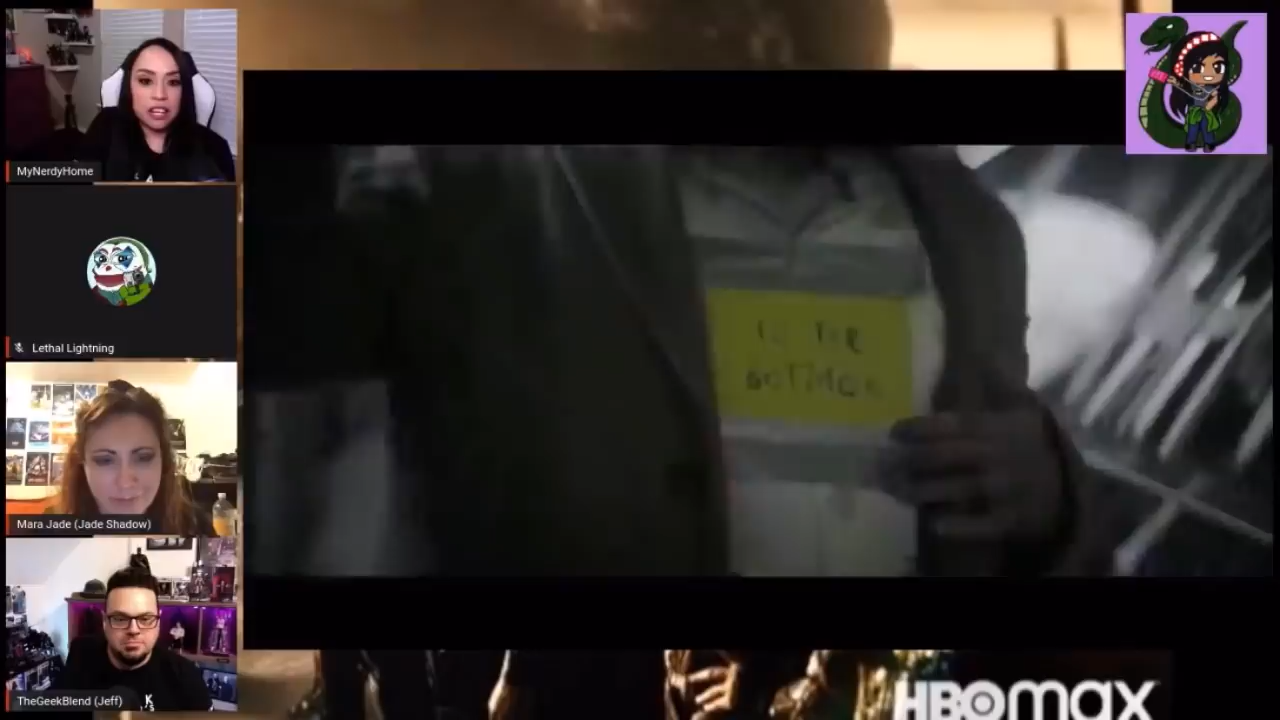 MyNerdyHome
Lethal Lightning
Mara Jade (Jade Shadow)
TheGeekBlend (Jeff)
HBOmax